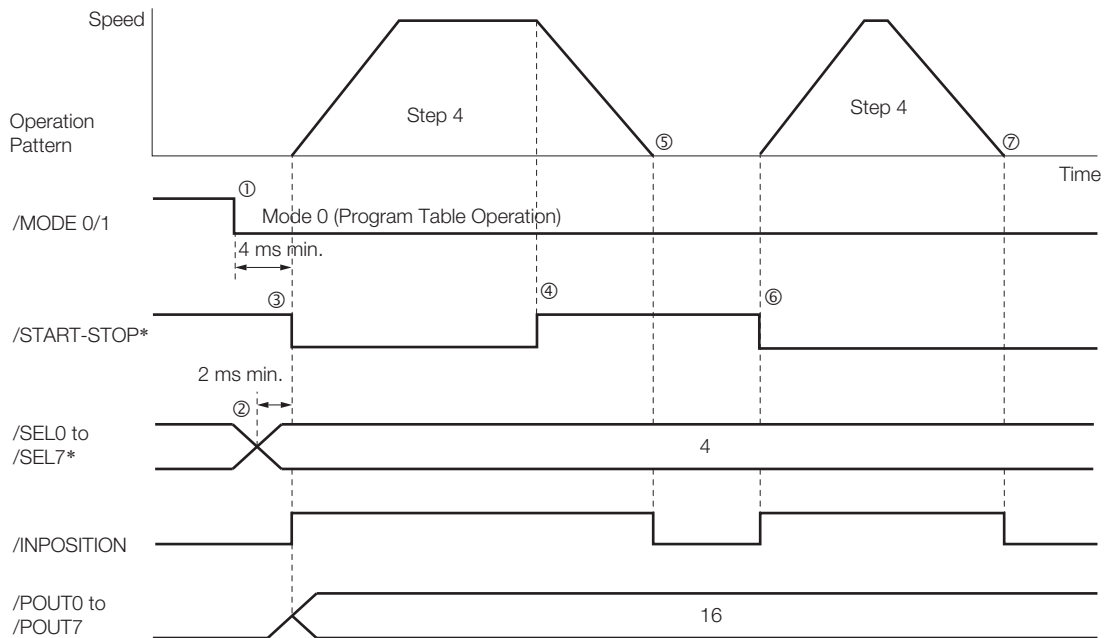 Speed
Step 4
Step 4
Operation
Pattern
⑤
⑦
Time
①
/MODE 0/1
Mode 0 (Program Table Operation)
4 ms min.
③
④
⑥
/START-STOP*
2 ms min.
②
/SEL0 to
/SEL7*
4
/INPOSITION
/POUT0 to
/POUT7
16